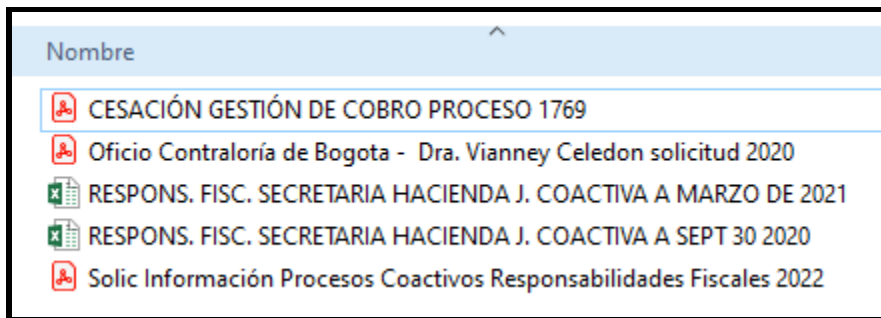 Nombre
CESACIÓN GESTIÓN DE COBRO PROCESO 1769
Oficio Contraloría de Bogota - Dra. Vianney Celedon solicitud 2020
RESPONS. FISC. SECRETARIA HACIENDA J. COACTIVA A MARZO DE 2021
RESPONS. FISC. SECRETARIA HACIENDA J. COACTIVA A SEPT 30 2020
Solic Información Procesos Coactivos Responsabilidades Fiscales 2022